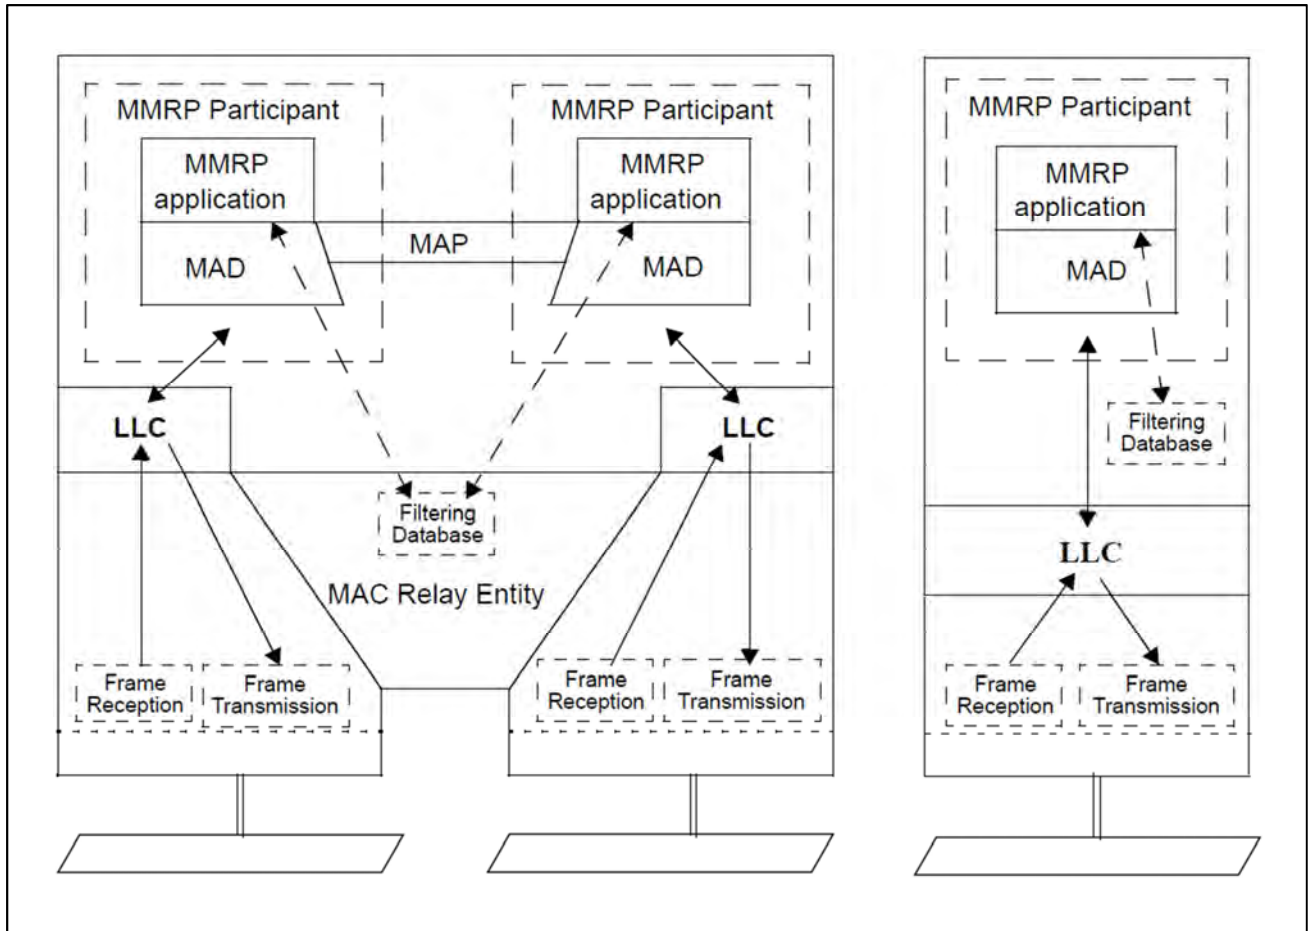 MMRP Participant
MMRP
application
MAD
MAP
MMRP Participant
MMRP
application
MAD
LLC
LLC
Filtering
Database
MAC Relay Entity
Frame
Reception
Frame
Transmission
Frame
Reception
Frame
Transmission
MMRP Participant
MMRP
application
MAD
Filtering
Database
LLC
Frame
Reception
Frame
Transmission